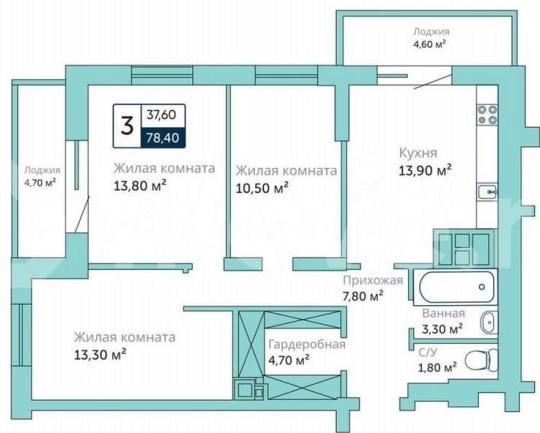 Лоджия
4,60 м²
3
37,60
78,40
Лоджия
4,70 м²
Жилая комната
13,80 м²
Жилая комната
10,50 м²
Кухня
13,90 м²
Прихожая
7,80 м²
Ванная
3,30 м²
Жилая комната
13,30 м²
Гардеробная
4,70 м²
С/У
1,80 м²